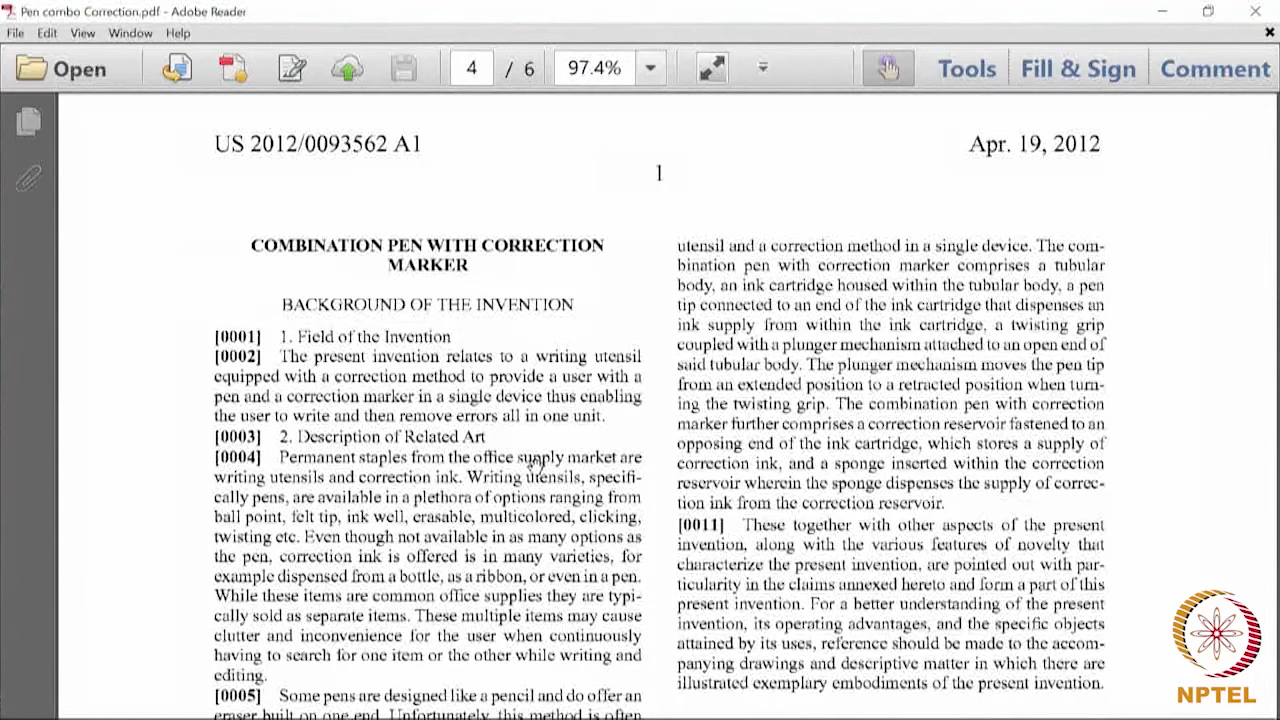 Pen combo Correction.pdf - Adobe Reader
File Edit View Window Help
Open
4 / 6
97.4%
Tools
Fill & Sign
Comment
US 2012/0093562 A1
Apr. 19, 2012
1
COMBINATION PEN WITH CORRECTION
MARKER
BACKGROUND OF THE INVENTION
[0001] 1. Field of the Invention
[0002] The present invention relates to a writing utensil
equipped with a correction method to provide a user with a
pen and a correction marker in a single device thus enabling
the user to write and then remove errors all in one unit.
[0003] 2. Description of Related Art
[0004] Permanent staples from the office supply market are
writing utensils and correction ink. Writing utensils, specifi-
cally pens, are available in a plethora of options ranging from
ball point, felt tip, ink well, erasable, multicolored, clicking,
twisting etc. Even though not available in as many options as
the pen, correction ink is offered is in many varieties, for
example dispensed from a bottle, as a ribbon, or even in a pen.
While these items are common office supplies they are typi-
cally sold as separate items. These multiple items may cause
clutter and inconvenience for the user when continuously
having to search for one item or the other while writing and
editing.
[0005] Some pens are designed like a pencil and do offer an
eraser built on one end. Unfortunately, this method is often
utensil and a correction method in a single device. The com-
bination pen with correction marker comprises a tubular
body, an ink cartridge housed within the tubular body, a pen
tip connected to an end of the ink cartridge that dispenses an
ink supply from within the ink cartridge, a twisting grip
coupled with a plunger mechanism attached to an open end of
said tubular body. The plunger mechanism moves the pen tip
from an extended position to a retracted position when turn-
ing the twisting grip. The combination pen with correction
marker further comprises a correction reservoir fastened to an
opposing end of the ink cartridge, which stores a supply of
correction ink, and a sponge inserted within the correction
reservoir wherein the sponge dispenses the supply of correc-
tion ink from the correction reservoir.
[0011] These together with other aspects of the present
invention, along with the various features of novelty that
characterize the present invention, are pointed out with par-
ticularity in the claims annexed hereto and form a part of this
present invention. For a better understanding of the present
invention, its operating advantages, and the specific objects
attained by its uses, reference should be made to the accom-
panying drawings and descriptive matter in which there are
illustrated exemplary embodiments of the present invention.
NPTEL